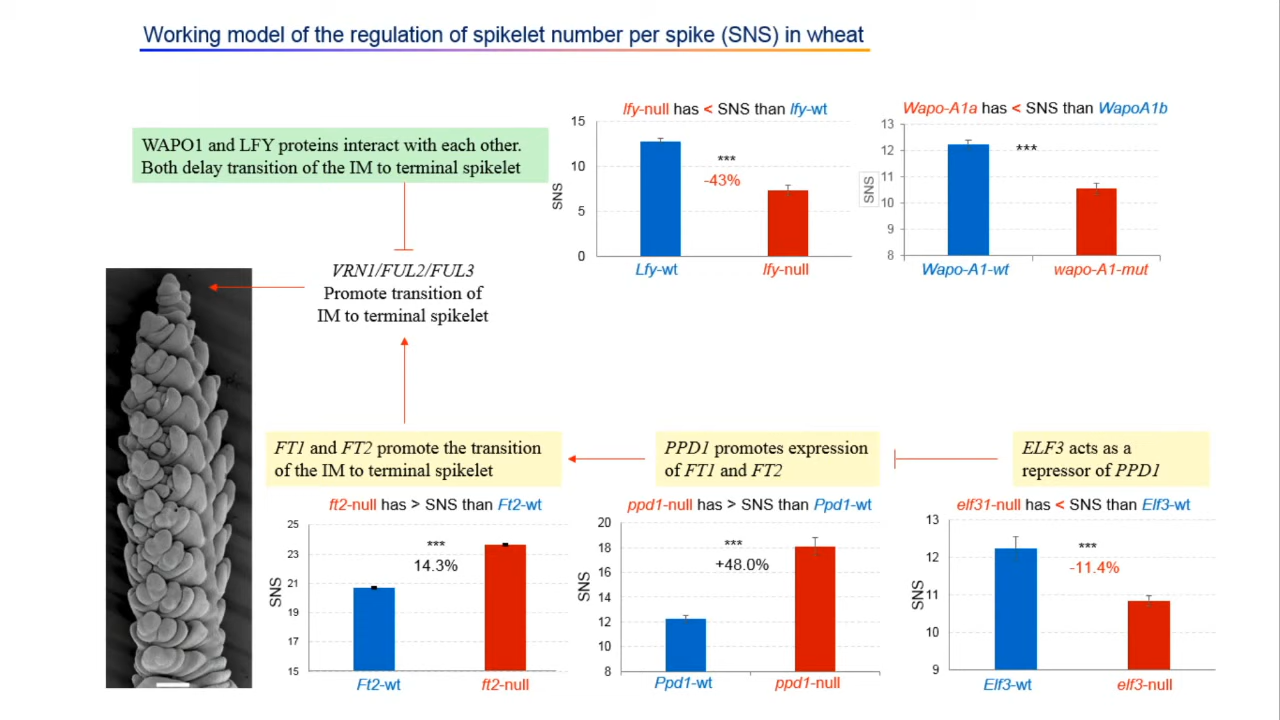 Working model of the regulation of spikelet number per spike (SNS) in wheat
WAPO1 and LFY proteins interact with each other.
Both delay transition of the IM to terminal spikelet
lfy-null has < SNS than lfy-wt
15
10
5
0
SNS
***
-43%
Lfy-wt
lfy-null
Wapo-A1a has < SNS than WapoA1b
13
12
11
10
9
8
SNS
***
Wapo-A1-wt
wapo-A1-mut
VRN1/FUL2/FUL3
Promote transition of
IM to terminal spikelet
FT1 and FT2 promote the transition
of the IM to terminal spikelet
PPD1 promotes expression
of FT1 and FT2
ELF3 acts as a
repressor of PPD1
ft2-null has > SNS than Ft2-wt
25
23
21
19
17
15
SNS
***
14.3%
Ft2-wt
ft2-null
ppd1-null has > SNS than Ppd1-wt
20
18
16
14
12
10
8
SNS
***
+48.0%
Ppd1-wt
ppd1-null
elf31-null has < SNS than Elf3-wt
13
12
11
10
9
SNS
***
-11.4%
Elf3-wt
elf3-null